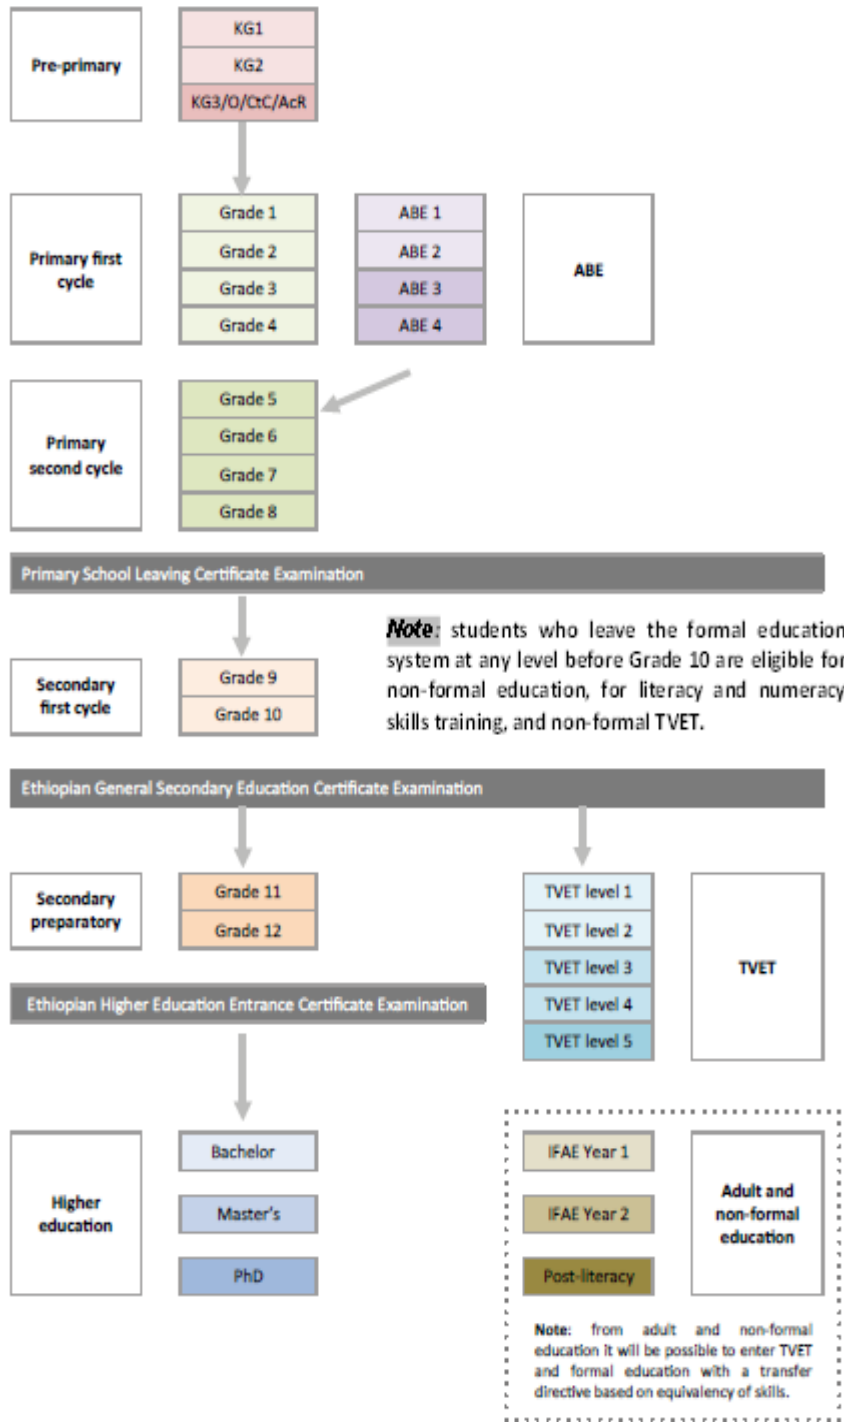 Pre-primary
KG1
KG2
KG3/O/CtC/AcR
Primary first
cycle
Grade 1
Grade 2
Grade 3
Grade 4
ABE 1
ABE 2
ABE 3
ABE 4
ABE
Primary
second cycle
Grade 5
Grade 6
Grade 7
Grade 8
Primary School Leaving Certificate Examination
Note: students who leave the formal education
system at any level before Grade 10 are eligible for
non-formal education, for literacy and numeracy
skills training, and non-formal TVET.
Secondary
first cycle
Grade 9
Grade 10
Ethiopian General Secondary Education Certificate Examination
Secondary
preparatory
Grade 11
Grade 12
TVET level 1
TVET level 2
TVET level 3
TVET level 4
TVET level 5
TVET
Ethiopian Higher Education Entrance Certificate Examination
Higher
education
Bachelor
Master's
PhD
IFAE Year 1
IFAE Year 2
Post-literacy
Adult and
non-formal
education
Note: from adult and non-formal
education it will be possible to enter TVET
and formal education with a transfer
directive based on equivalency of skills.